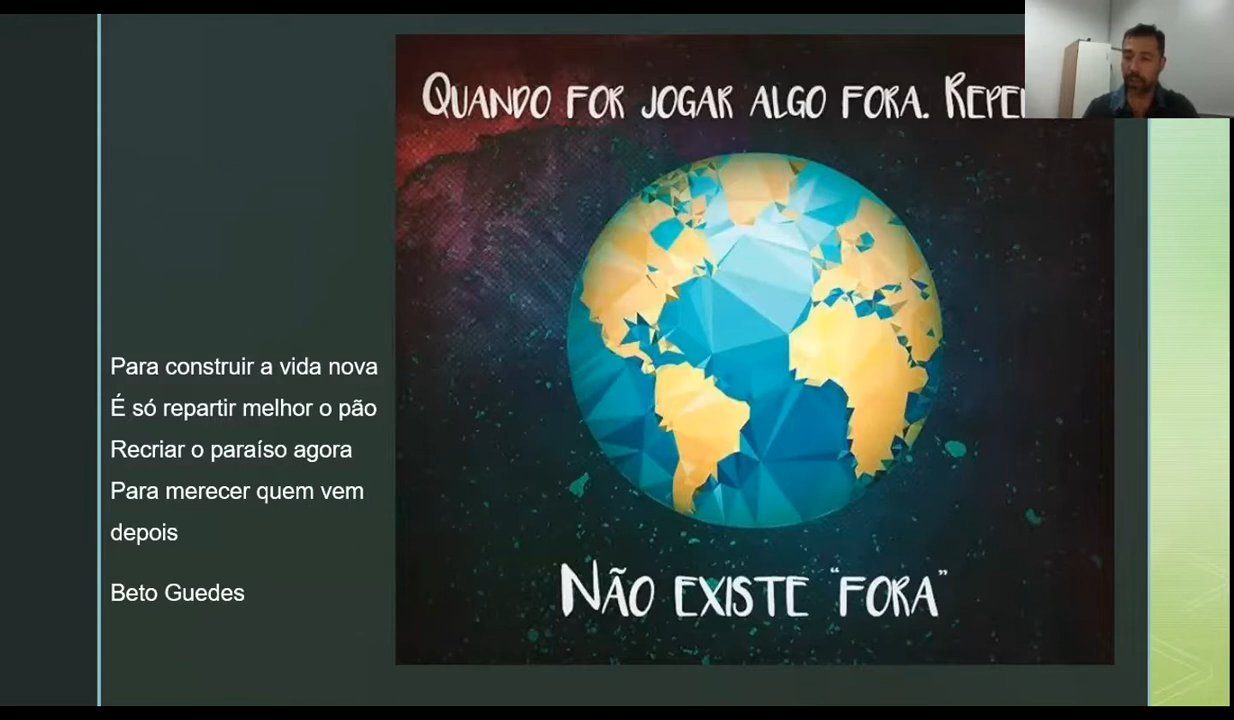 Quando for jogar algo fora.
Para construir a vida nova
É só repartir melhor o pão
Recriar o paraíso agora
Para merecer quem vem
depois
Beto Guedes
Não existe “fora”